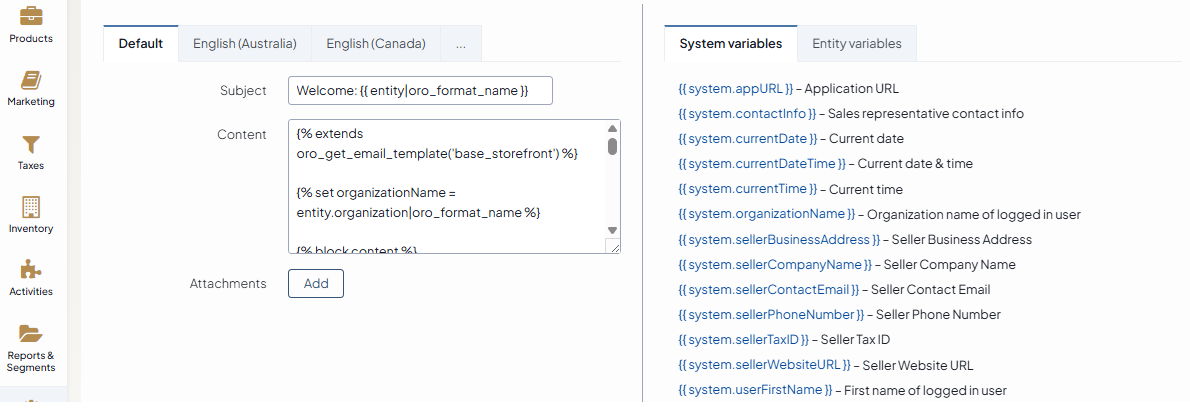 Products
Marketing
Taxes
Inventory
Activities
Reports &
Segments
Default
English (Australia)
English (Canada)
...
Subject
Welcome: {{ entity|oro_format_name }}
Content
{% extends
oro_get_email_template('base_storefront') %}
{% set organizationName =
entity.organization|oro_format_name %}
{% block content %}
Attachments
Add
System variables
Entity variables
{{ system.appURL }} – Application URL
{{ system.contactInfo }} – Sales representative contact info
{{ system.currentDate }} – Current date
{{ system.currentDateTime }} – Current date & time
{{ system.currentTime }} – Current time
{{ system.organizationName }} – Organization name of logged in user
{{ system.sellerBusinessAddress }} – Seller Business Address
{{ system.sellerCompanyName }} – Seller Company Name
{{ system.sellerContactEmail }} – Seller Contact Email
{{ system.sellerPhoneNumber }} – Seller Phone Number
{{ system.sellerTaxID }} – Seller Tax ID
{{ system.sellerWebsiteURL }} – Seller Website URL
{{ system.userFirstName }} – First name of logged in user